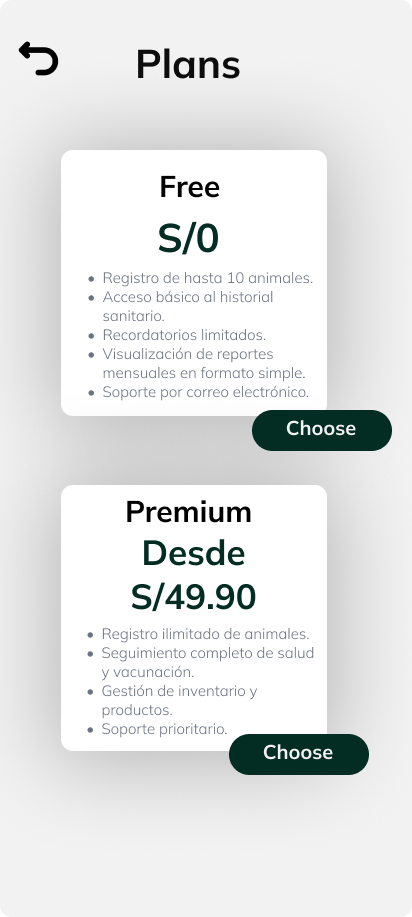 Plans
Free
S/0
• Registro de hasta 10 animales.
• Acceso básico al historial
sanitario.
• Recordatorios limitados.
• Visualización de reportes
mensuales en formato simple.
• Soporte por correo electrónico.
Choose
Premium
Desde
S/49.90
• Registro ilimitado de animales.
• Seguimiento completo de salud
y vacunación.
• Gestión de inventario y
productos.
• Soporte prioritario.
Choose